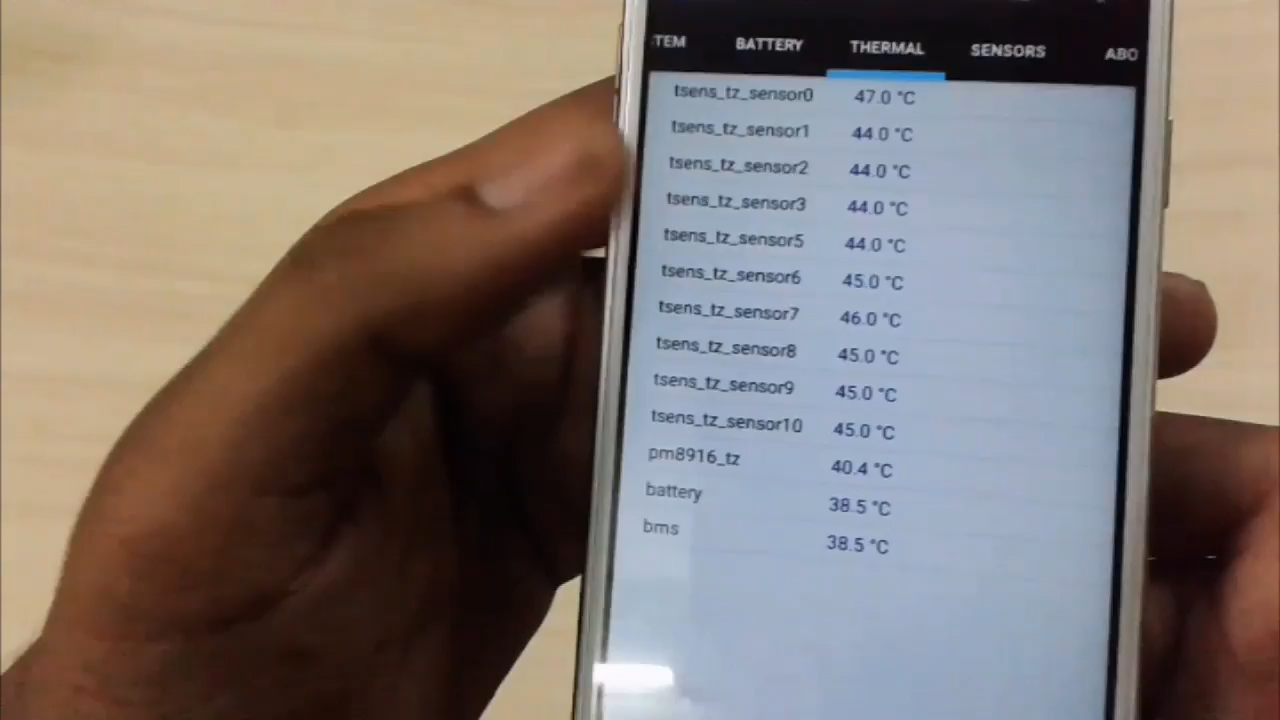 TEM BATTERY THERMAL SENSORS ABO
tsens_tz_sensor0 47.0 °C
tsens_tz_sensor1 44.0 °C
tsens_tz_sensor2 44.0 °C
tsens_tz_sensor3 44.0 °C
tsens_tz_sensor5 44.0 °C
tsens_tz_sensor6 45.0 °C
tsens_tz_sensor7 46.0 °C
tsens_tz_sensor8 45.0 °C
tsens_tz_sensor9 45.0 °C
tsens_tz_sensor10 45.0 °C
pm8916_tz 40.4 °C
battery 38.5 °C
bms 38.5 °C